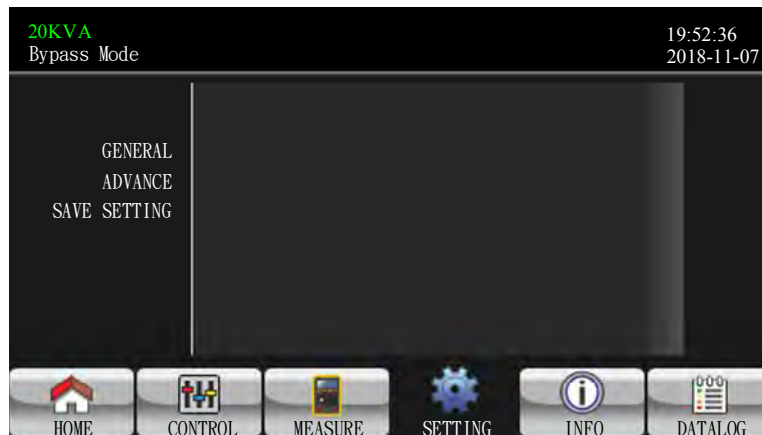 20KVA
Bypass Mode
19:52:36
2018-11-07
GENERAL
ADVANCE
SAVE SETTING
HOME
CONTROL
MEASURE
SETTING
INFO
DATALOG